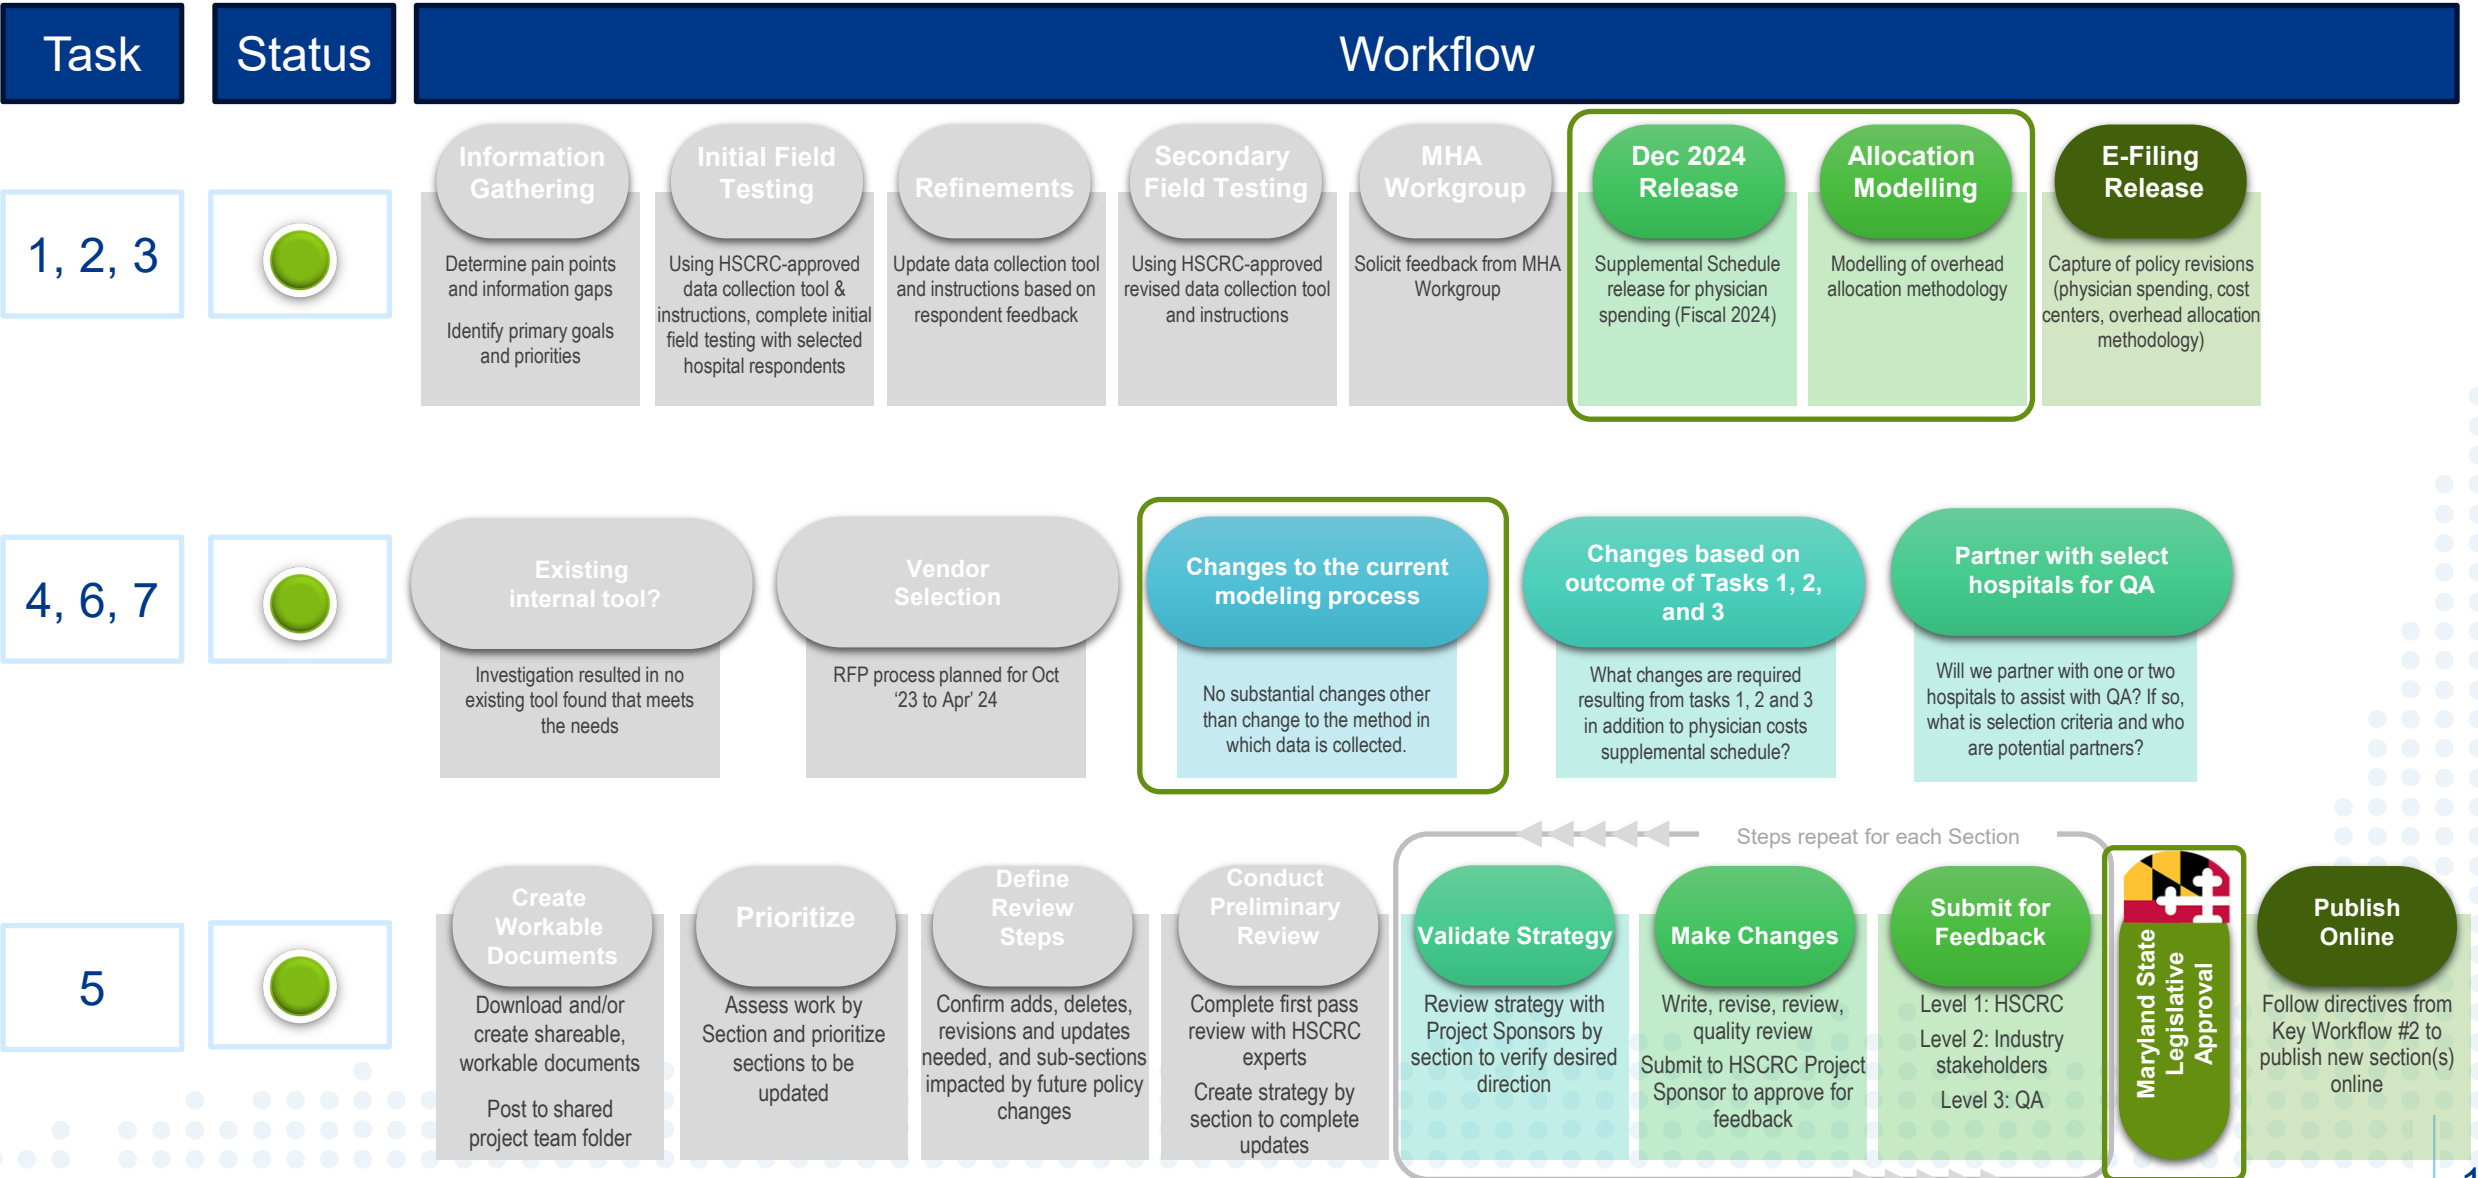 Task
Status
Workflow
1, 2, 3
Information
Gathering
Determine pain points
and information gaps
Identify primary goals
and priorities
Initial Field
Testing
Using HSCRC-approved
data collection tool &
instructions, complete initial
field testing with selected
hospital respondents
Refinements
Update data collection tool
and instructions based on
respondent feedback
Secondary
Field Testing
Using HSCRC-approved
revised data collection tool
and instructions
MHA
Workgroup
Solicit feedback from MHA
Workgroup
Dec 2024
Release
Supplemental Schedule
release for physician
spending (Fiscal 2024)
Allocation
Modelling
Modelling of overhead
allocation methodology
E-Filing
Release
Capture of policy revisions
(physician spending, cost
centers, overhead allocation
methodology)
4, 6, 7
Existing
internal tool?
Investigation resulted in no
existing tool found that meets
the needs
Vendor
Selection
RFP process planned for Oct
‘23 to Apr’ 24
Changes to the current
modeling process
No substantial changes other
than change to the method in
which data is collected.
Changes based on
outcome of Tasks 1, 2,
and 3
What changes are required
resulting from tasks 1, 2 and 3
in addition to physician costs
supplemental schedule?
Partner with select
hospitals for QA
Will we partner with one or two
hospitals to assist with QA? If so,
what is selection criteria and who
are potential partners?
Steps repeat for each Section
5
Create
Workable
Documents
Download and/or
create shareable,
workable documents
Post to shared
project team folder
Prioritize
Assess work by
Section and prioritize
sections to be
updated
Define
Review
Steps
Confirm adds, deletes,
revisions and updates
needed, and sub-sections
impacted by future policy
changes
Conduct
Preliminary
Review
Complete first pass
review with HSCRC
experts
Create strategy by
section to complete
updates
Validate Strategy
Review strategy with
Project Sponsors by
section to verify desired
direction
Make Changes
Write, revise, review,
quality review
Submit to HSCRC Project
Sponsor to approve for
feedback
Submit for
Feedback
Level 1: HSCRC
Level 2: Industry
stakeholders
Level 3: QA
Maryland State
Legislative
Approval
Publish
Online
Follow directives from
Key Workflow #2 to
publish new section(s)
online